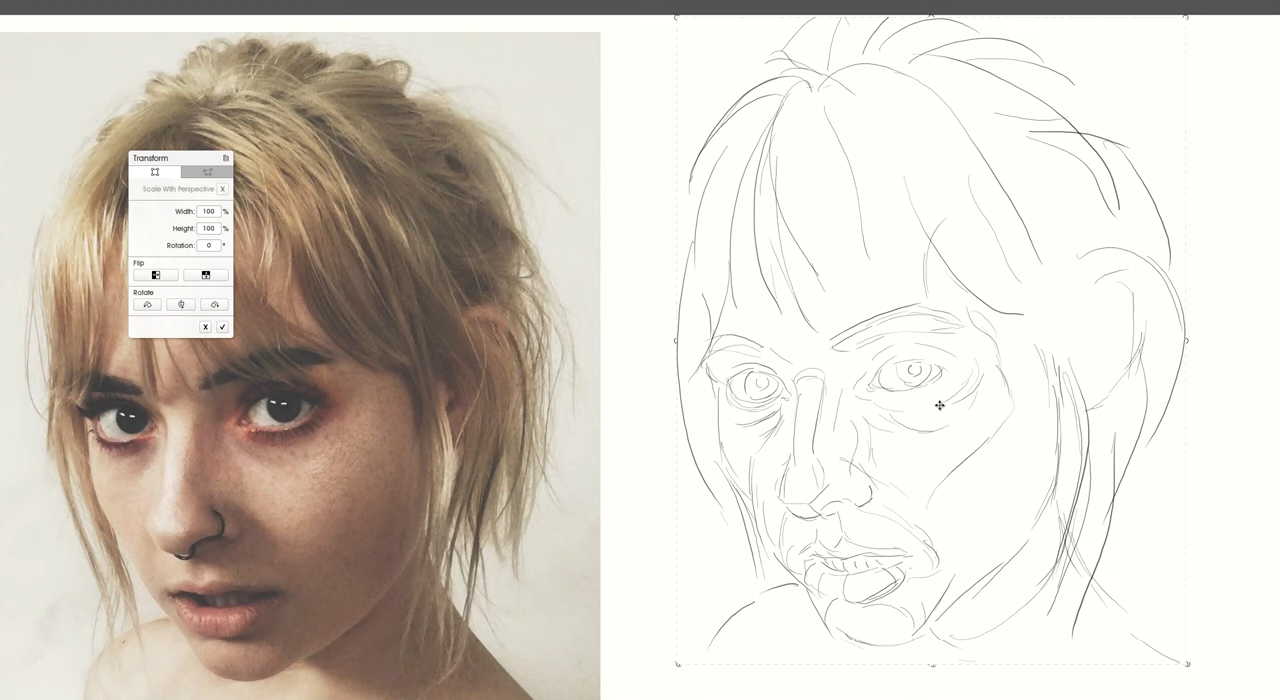 Transform
Scale With Perspective X
Width: 100 %
Height: 100 %
Rotation: 0 °
Flip
Rotate
X